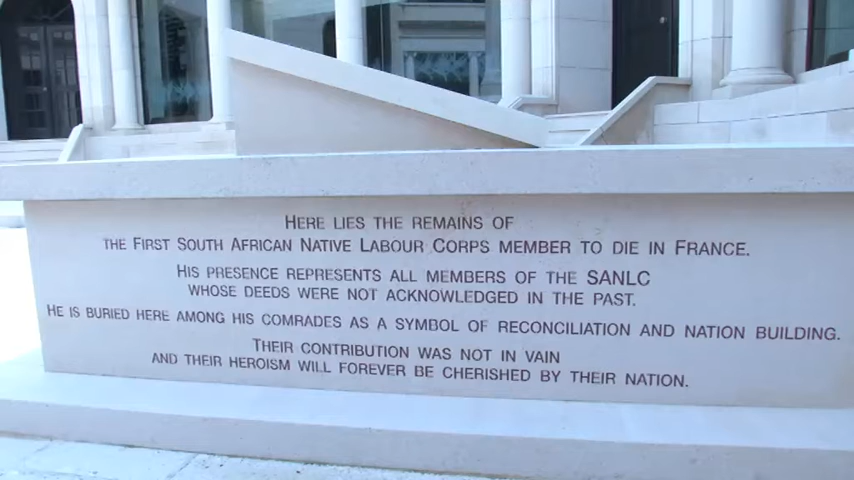 HERE LIES THE REMAINS OF
THE FIRST SOUTH AFRICAN NATIVE LABOUR CORPS MEMBER TO DIE IN FRANCE.
HIS PRESENCE REPRESENTS ALL MEMBERS OF THE SANLC
WHOSE DEEDS WERE NOT ACKNOWLEDGED IN THE PAST.
HE IS BURIED HERE AMONG HIS COMRADES AS A SYMBOL OF RECONCILIATION AND NATION BUILDING.
THEIR CONTRIBUTION WAS NOT IN VAIN
AND THEIR HEROISM WILL FOREVER BE CHERISHED BY THEIR NATION.